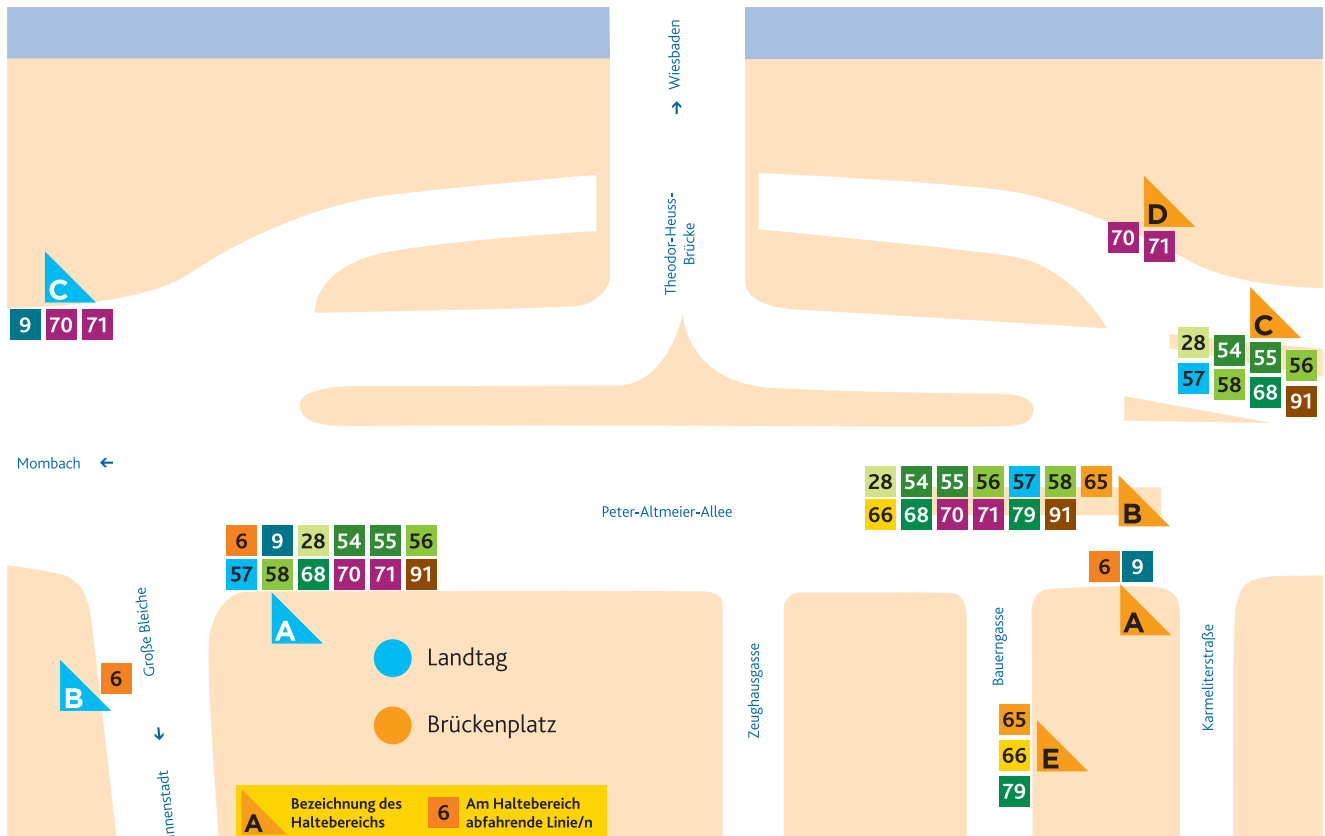 Wiesbaden
Theodor-Heuss-
Brücke
D
70 71
C
9 70 71
C
28 54 55 56
57 58 68 91
Mombach
28 54 55 56 57 58 65
66 68 70 71 79 91
B
Peter-Altmeier-Allee
6 9 28 54 55 56
57 58 68 70 71 91
A
6 9
A
Große Bleiche
B
6
Landtag
Brückenplatz
Zeughausgasse
Bauerngasse
Karmeliterstraße
65
66
79
E
A
Bezeichnung des
Haltebereichs
6
Am Haltebereich
abfahrende Linie/n